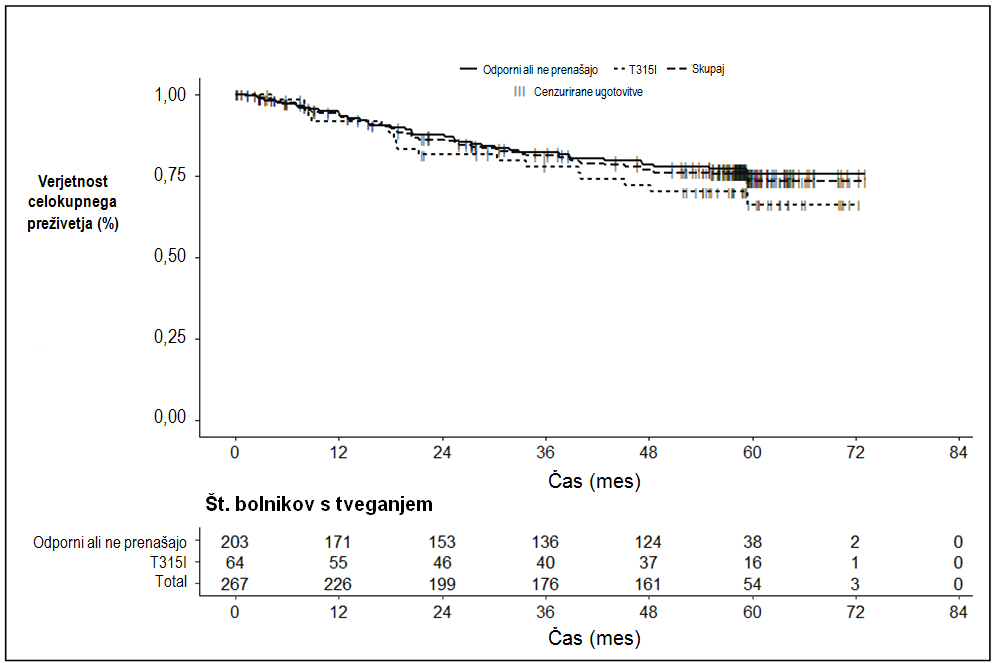 Odporni ali ne prenašajo T315I Skupaj
Cenzurirane ugotovitve
Verjetnost
celokupnega
preživetja (%)
1,00
0,75
0,50
0,25
0,00
0 12 24 36 48 60 72 84
Čas (mes)
Št. bolnikov s tveganjem
Odporni ali ne prenašajo 203 171 153 136 124 38 2 0
T315I 64 55 46 40 37 16 1 0
Total 267 226 199 176 161 54 3 0
0 12 24 36 48 60 72 84
Čas (mes)